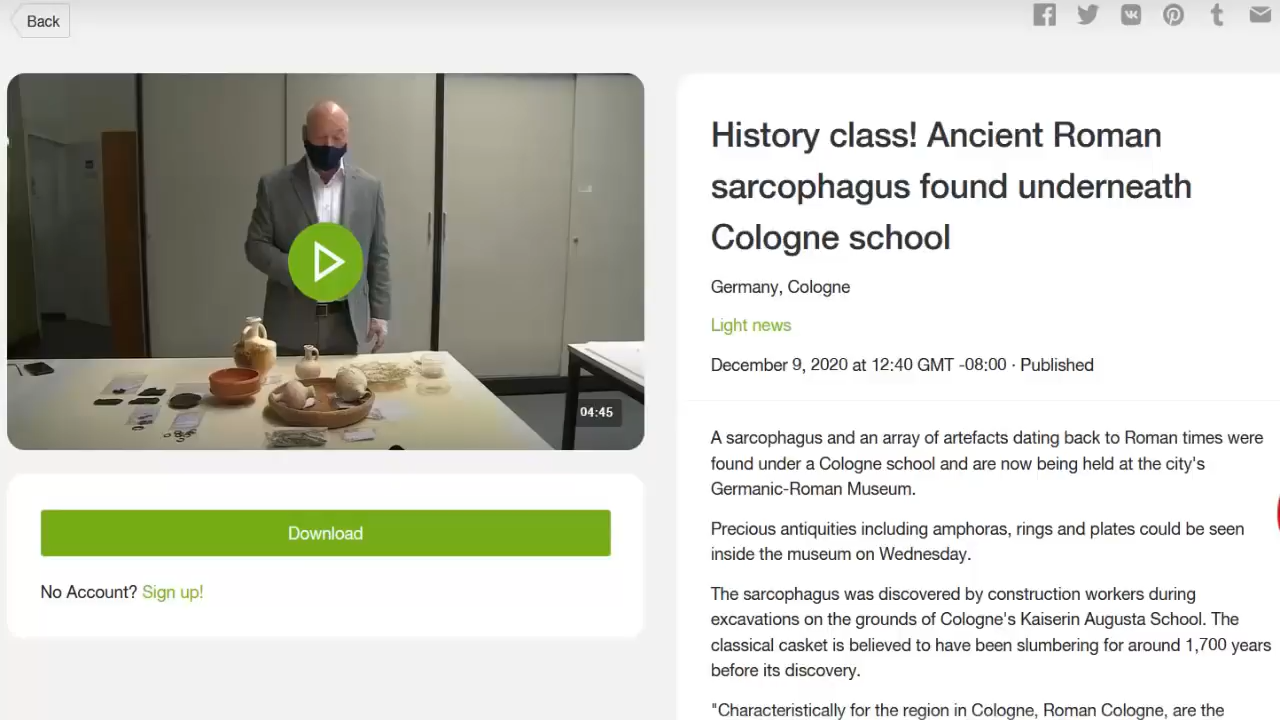 Back
04:45
Download
No Account? Sign up!
History class! Ancient Roman
sarcophagus found underneath
Cologne school
Germany, Cologne
Light news
December 9, 2020 at 12:40 GMT -08:00 · Published
A sarcophagus and an array of artefacts dating back to Roman times were
found under a Cologne school and are now being held at the city's
Germanic-Roman Museum.
Precious antiquities including amphoras, rings and plates could be seen
inside the museum on Wednesday.
The sarcophagus was discovered by construction workers during
excavations on the grounds of Cologne's Kaiserin Augusta School. The
classical casket is believed to have been slumbering for around 1,700 years
before its discovery.
"Characteristically for the region in Cologne, Roman Cologne, are the